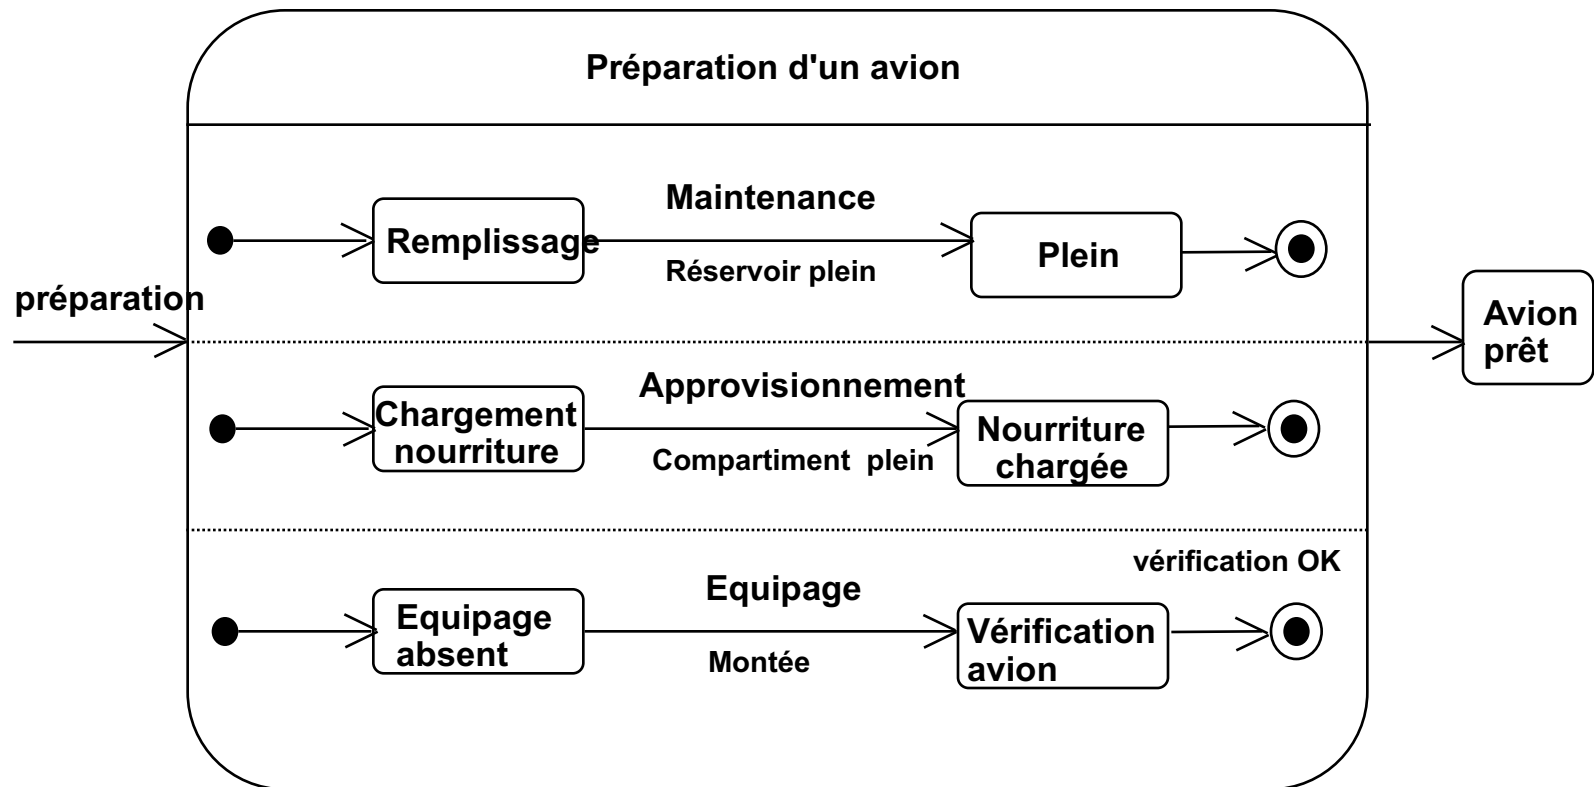 Préparation d'un avion
Maintenance
Remplissage
Réservoir plein
Plein
préparation
Avion
prêt
Approvisionnement
Chargement
nourriture
Compartiment plein
Nourriture
chargée
vérification OK
Equipage
Equipage
absent
Montée
Vérification
avion